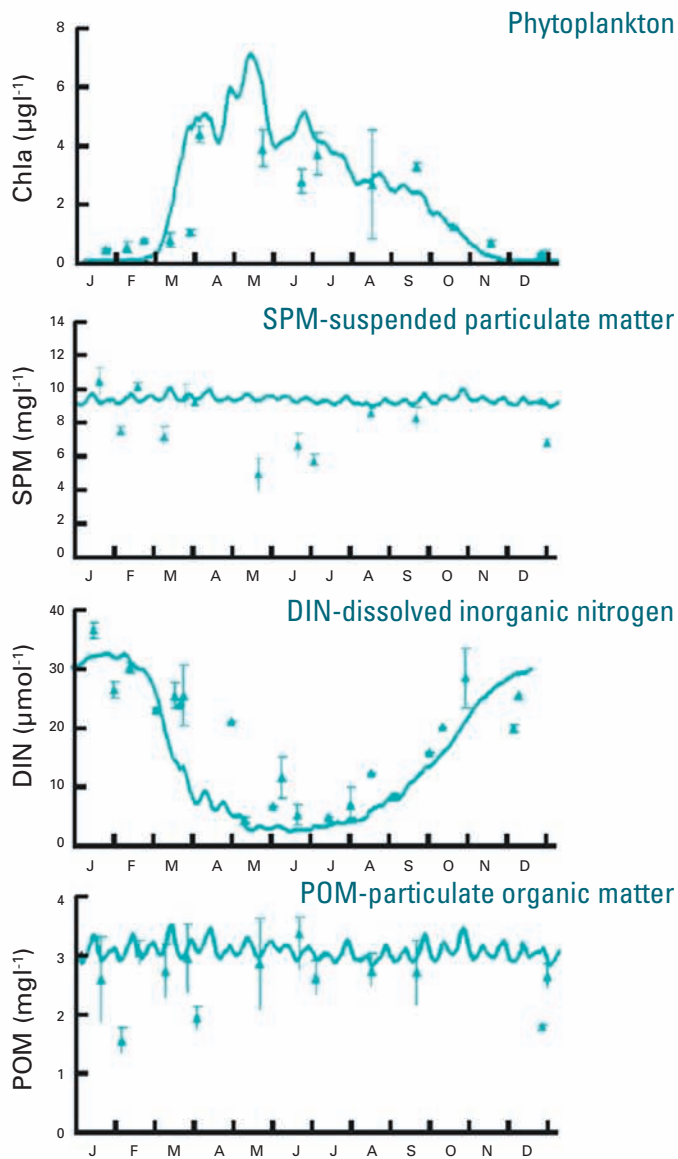 Phytoplankton
Chla (µgl⁻¹)
8
6
4
2
0
J F M A M J J A S O N D
SPM-suspended particulate matter
SPM (mgl⁻¹)
14
12
10
8
6
4
2
0
J F M A M J J A S O N D
DIN-dissolved inorganic nitrogen
DIN (µmol⁻¹)
40
30
20
10
0
J F M A M J J A S O N D
POM-particulate organic matter
POM (mgl⁻¹)
4
3
2
1
0
J F M A M J J A S O N D